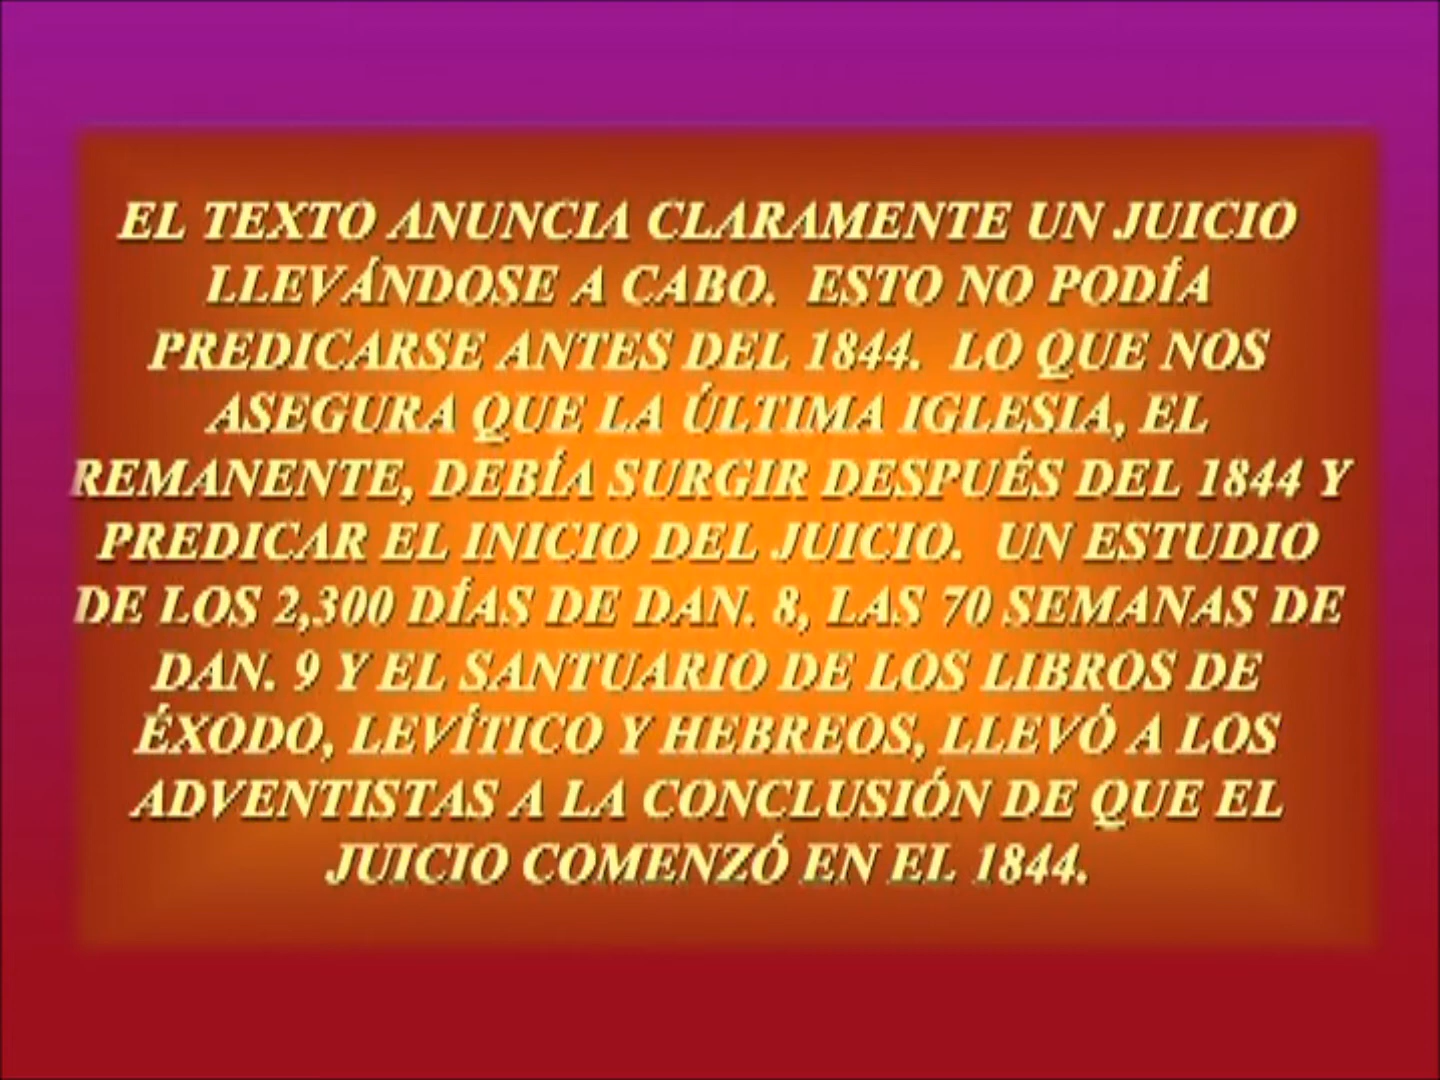 EL TEXTO ANUNCIA CLARAMENTE UN JUICIO
LLEVÁNDOSE A CABO. ESTO NO PODÍA
PREDICARSE ANTES DEL 1844. LO QUE NOS
ASEGURA QUE LA ÚLTIMA IGLESIA, EL
REMANENTE, DEBÍA SURGIR DESPUÉS DEL 1844 Y
PREDICAR EL INICIO DEL JUICIO. UN ESTUDIO
DE LOS 2,300 DÍAS DE DAN. 8, LAS 70 SEMANAS DE
DAN. 9 Y EL SANTUARIO DE LOS LIBROS DE
ÉXODO, LEVÍTICO Y HEBREOS, LLEVÓ A LOS
ADVENTISTAS A LA CONCLUSIÓN DE QUE EL
JUICIO COMENZÓ EN EL 1844.